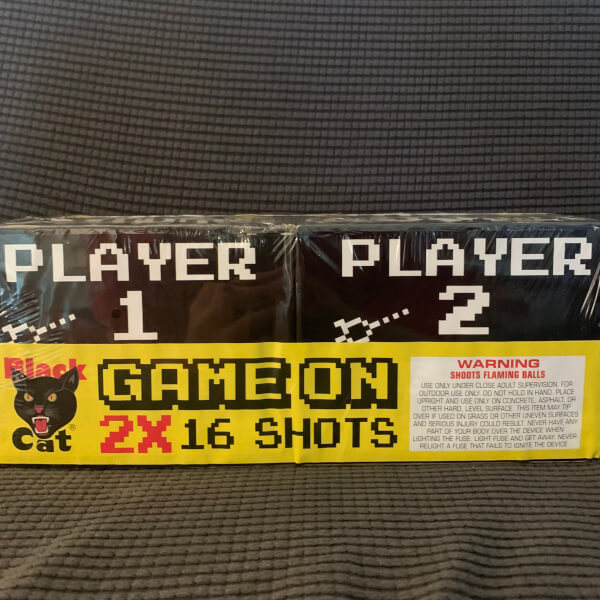 PLAYER
1
PLAYER
2
Black
Cat
®
GAME ON
2X 16 SHOTS
WARNING
SHOOTS FLAMING BALLS
USE ONLY UNDER CLOSE ADULT SUPERVISION. FOR
OUTDOOR USE ONLY. DO NOT HOLD IN HAND. PLACE
UPRIGHT AND USE ONLY ON CONCRETE, ASPHALT, OR
OTHER HARD, LEVEL SURFACE. THIS ITEM MAY TIP
OVER IF USED ON GRASS OR OTHER UNEVEN SURFACES
AND SERIOUS INJURY COULD RESULT. NEVER HAVE ANY
PART OF YOUR BODY OVER THE DEVICE WHEN
LIGHTING THE FUSE. LIGHT FUSE AND GET AWAY. NEVER
RELIGHT A FUSE THAT FAILS TO IGNITE THE DEVICE.